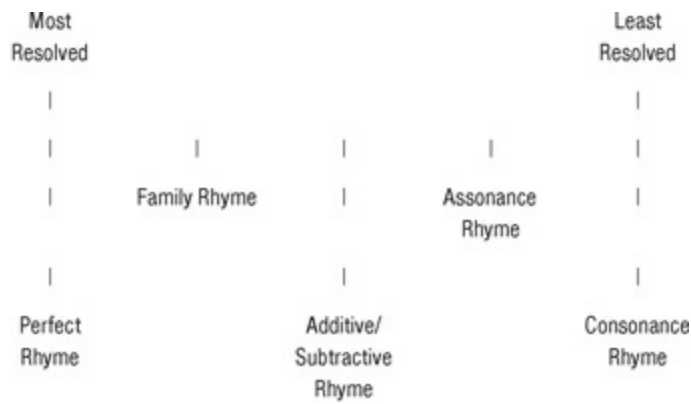 Most
Resolved
Least
Resolved
Family Rhyme
Assonance
Rhyme
Perfect
Rhyme
Additive/
Subtractive
Rhyme
Consonance
Rhyme